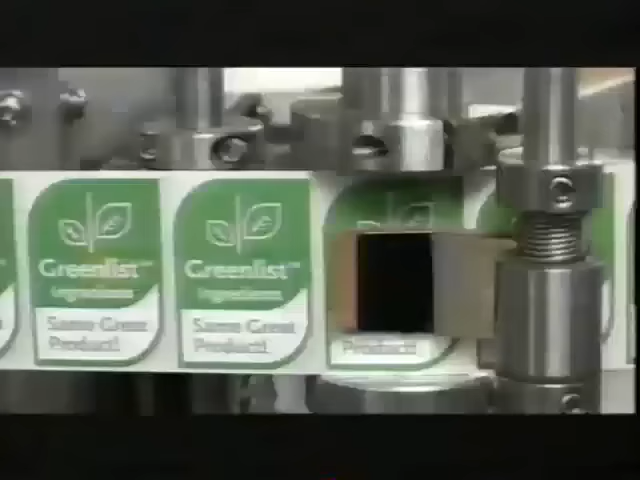 Greenlist™
Ingredients
Same Great
Product!
Greenlist™
Ingredients
Same Great
Product!
Product!